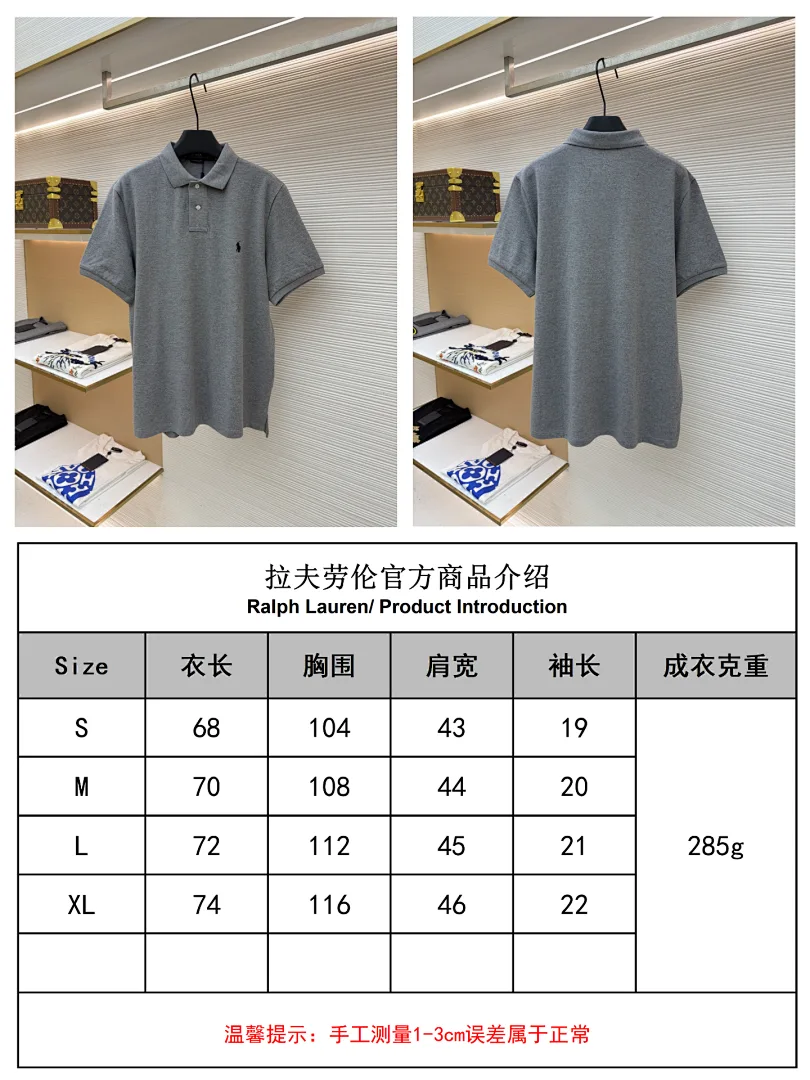 拉夫劳伦官方商品介绍
Ralph Lauren/ Product Introduction
Size 衣长 胸围 肩宽 袖长 成衣克重
S 68 104 43 19
M 70 108 44 20
L 72 112 45 21 285g
XL 74 116 46 22
温馨提示：手工测量1-3cm误差属于正常